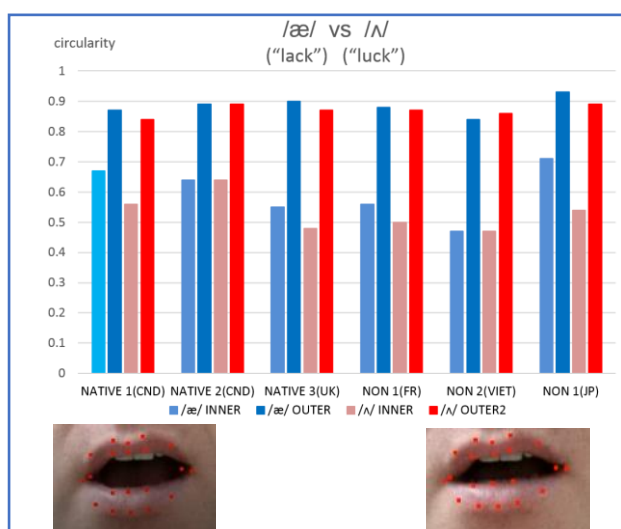 /æ/ vs /ʌ/
circularity
("lack") ("luck")
1
0.9
0.8
0.7
0.6
0.5
0.4
0.3
0.2
0.1
0
NATIVE 1(CND) NATIVE 2(CND) NATIVE 3(UK) NON 1(FR) NON 2(VIET) NON 1(JP)
/æ/ INNER /æ/ OUTER /ʌ/ INNER /ʌ/ OUTER2